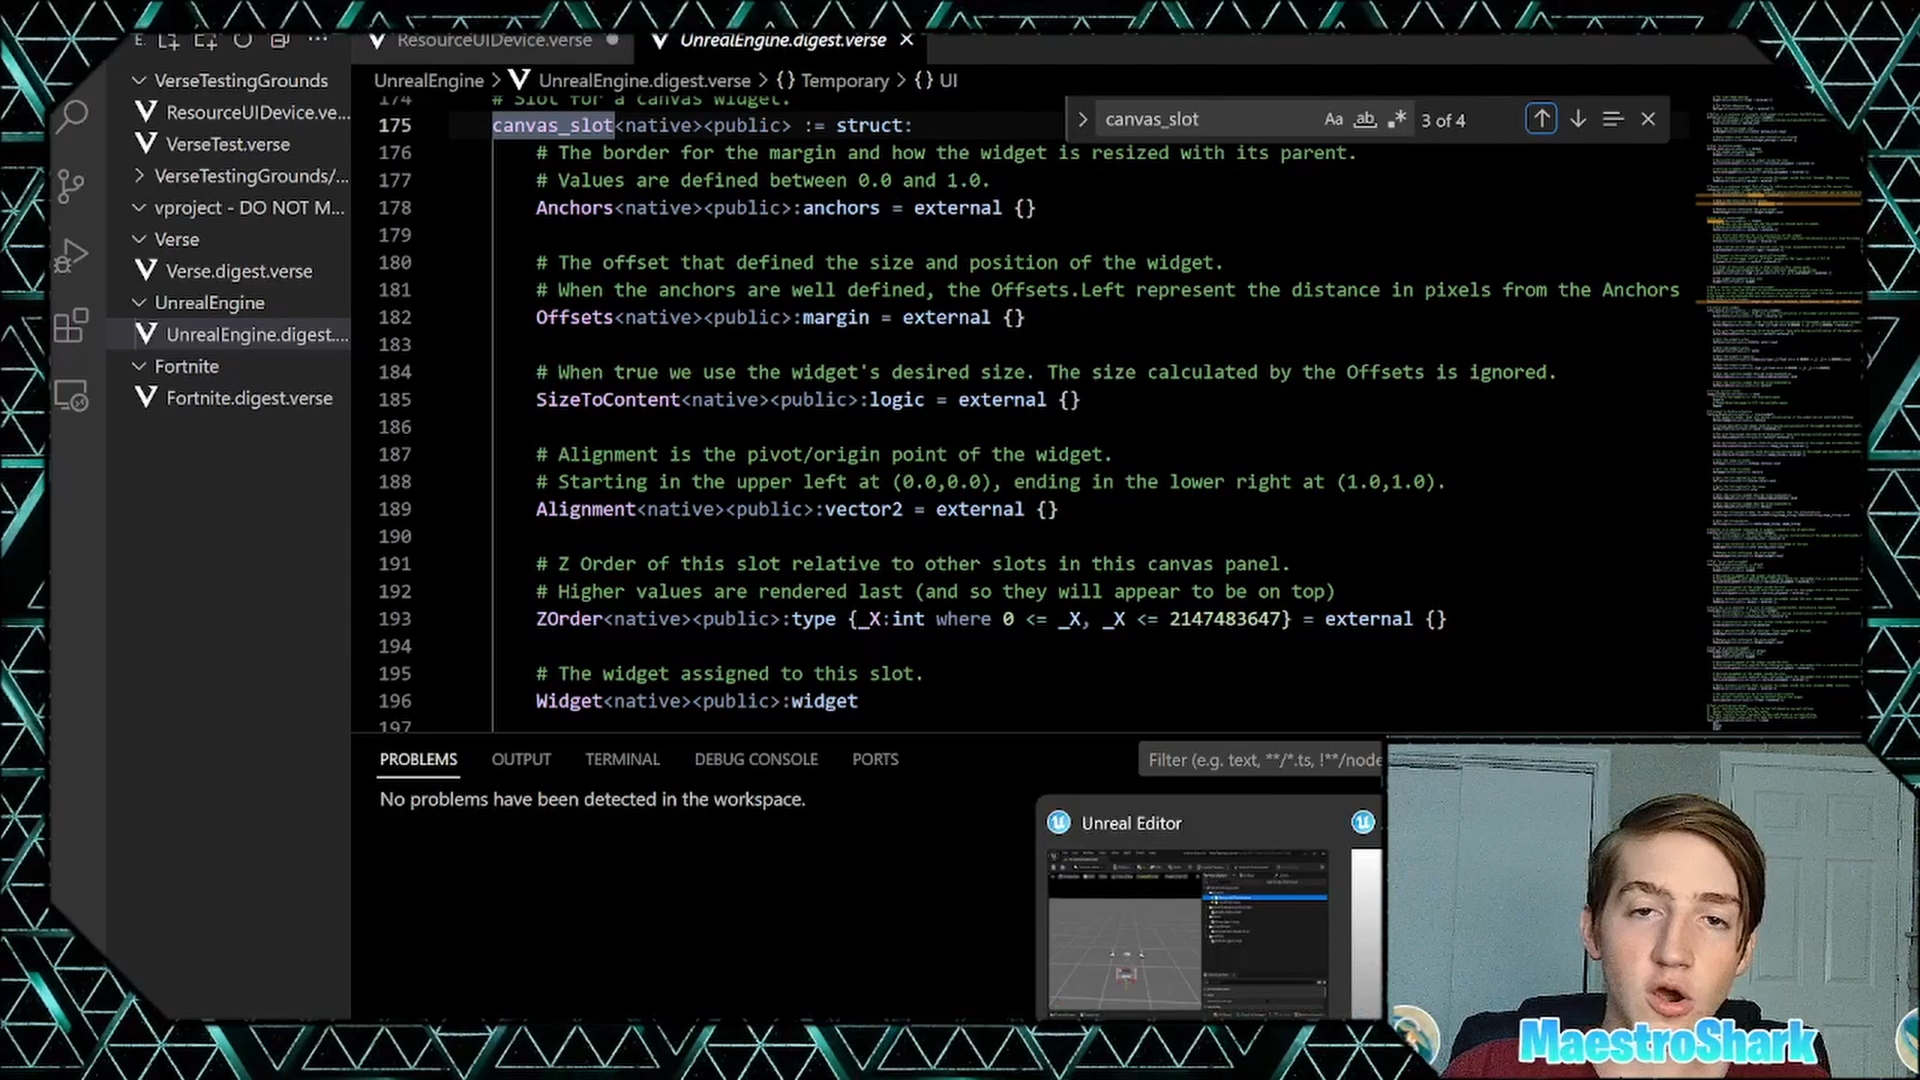 E.
ResourceUIDevice.verse
UnrealEngine.digest.verse
VerseTestingGrounds
ResourceUIDevice.ve...
VerseTest.verse
VerseTestingGrounds/...
vproject - DO NOT M...
Verse
Verse.digest.verse
UnrealEngine
UnrealEngine.digest....
Fortnite
Fortnite.digest.verse
UnrealEngine > UnrealEngine.digest.verse > {} Temporary > {} UI
canvas_slot Aa ab 3 of 4
174 # Slot for a canvas widget.
175 canvas_slot<native><public> := struct:
176 # The border for the margin and how the widget is resized with its parent.
177 # Values are defined between 0.0 and 1.0.
178 Anchors<native><public>:anchors = external {}
179
180 # The offset that defined the size and position of the widget.
181 # When the anchors are well defined, the Offsets.Left represent the distance in pixels from the Anchors
182 Offsets<native><public>:margin = external {}
183
184 # When true we use the widget's desired size. The size calculated by the Offsets is ignored.
185 SizeToContent<native><public>:logic = external {}
186
187 # Alignment is the pivot/origin point of the widget.
188 # Starting in the upper left at (0.0,0.0), ending in the lower right at (1.0,1.0).
189 Alignment<native><public>:vector2 = external {}
190
191 # Z Order of this slot relative to other slots in this canvas panel.
192 # Higher values are rendered last (and so they will appear to be on top)
193 ZOrder<native><public>:type {_X:int where 0 <= _X, _X <= 2147483647} = external {}
194
195 # The widget assigned to this slot.
196 Widget<native><public>:widget
197
PROBLEMS OUTPUT TERMINAL DEBUG CONSOLE PORTS
Filter (e.g. text, **/*.ts, !**/node
No problems have been detected in the workspace.
Unreal Editor
MaestroShark